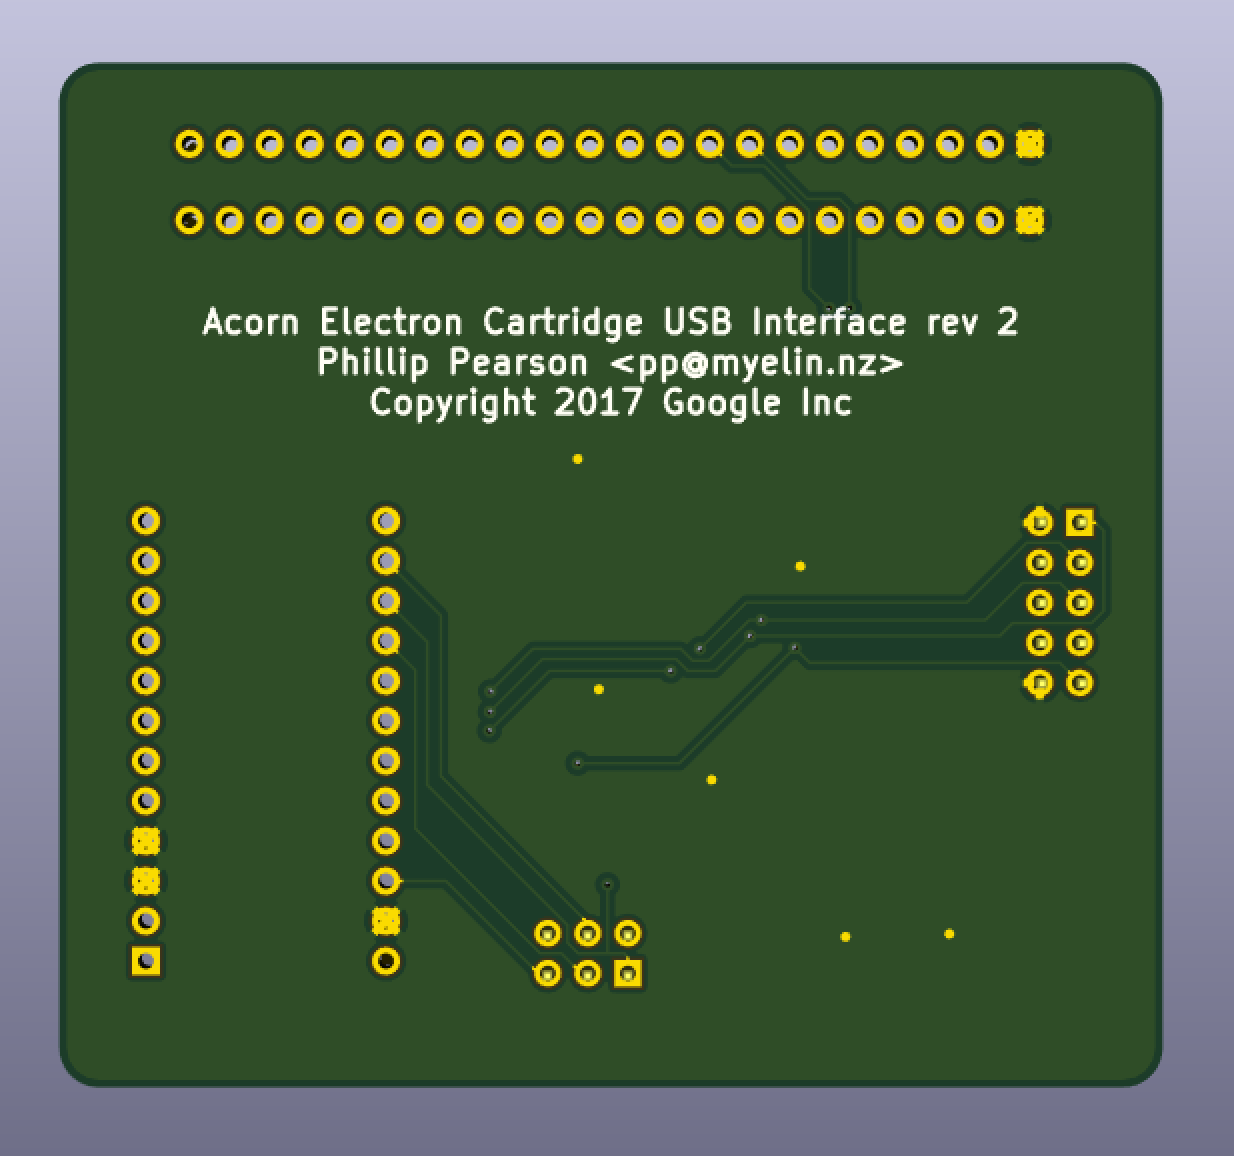 Acorn Electron Cartridge USB Interface rev 2
Phillip Pearson <pp@myelin.nz>
Copyright 2017 Google Inc